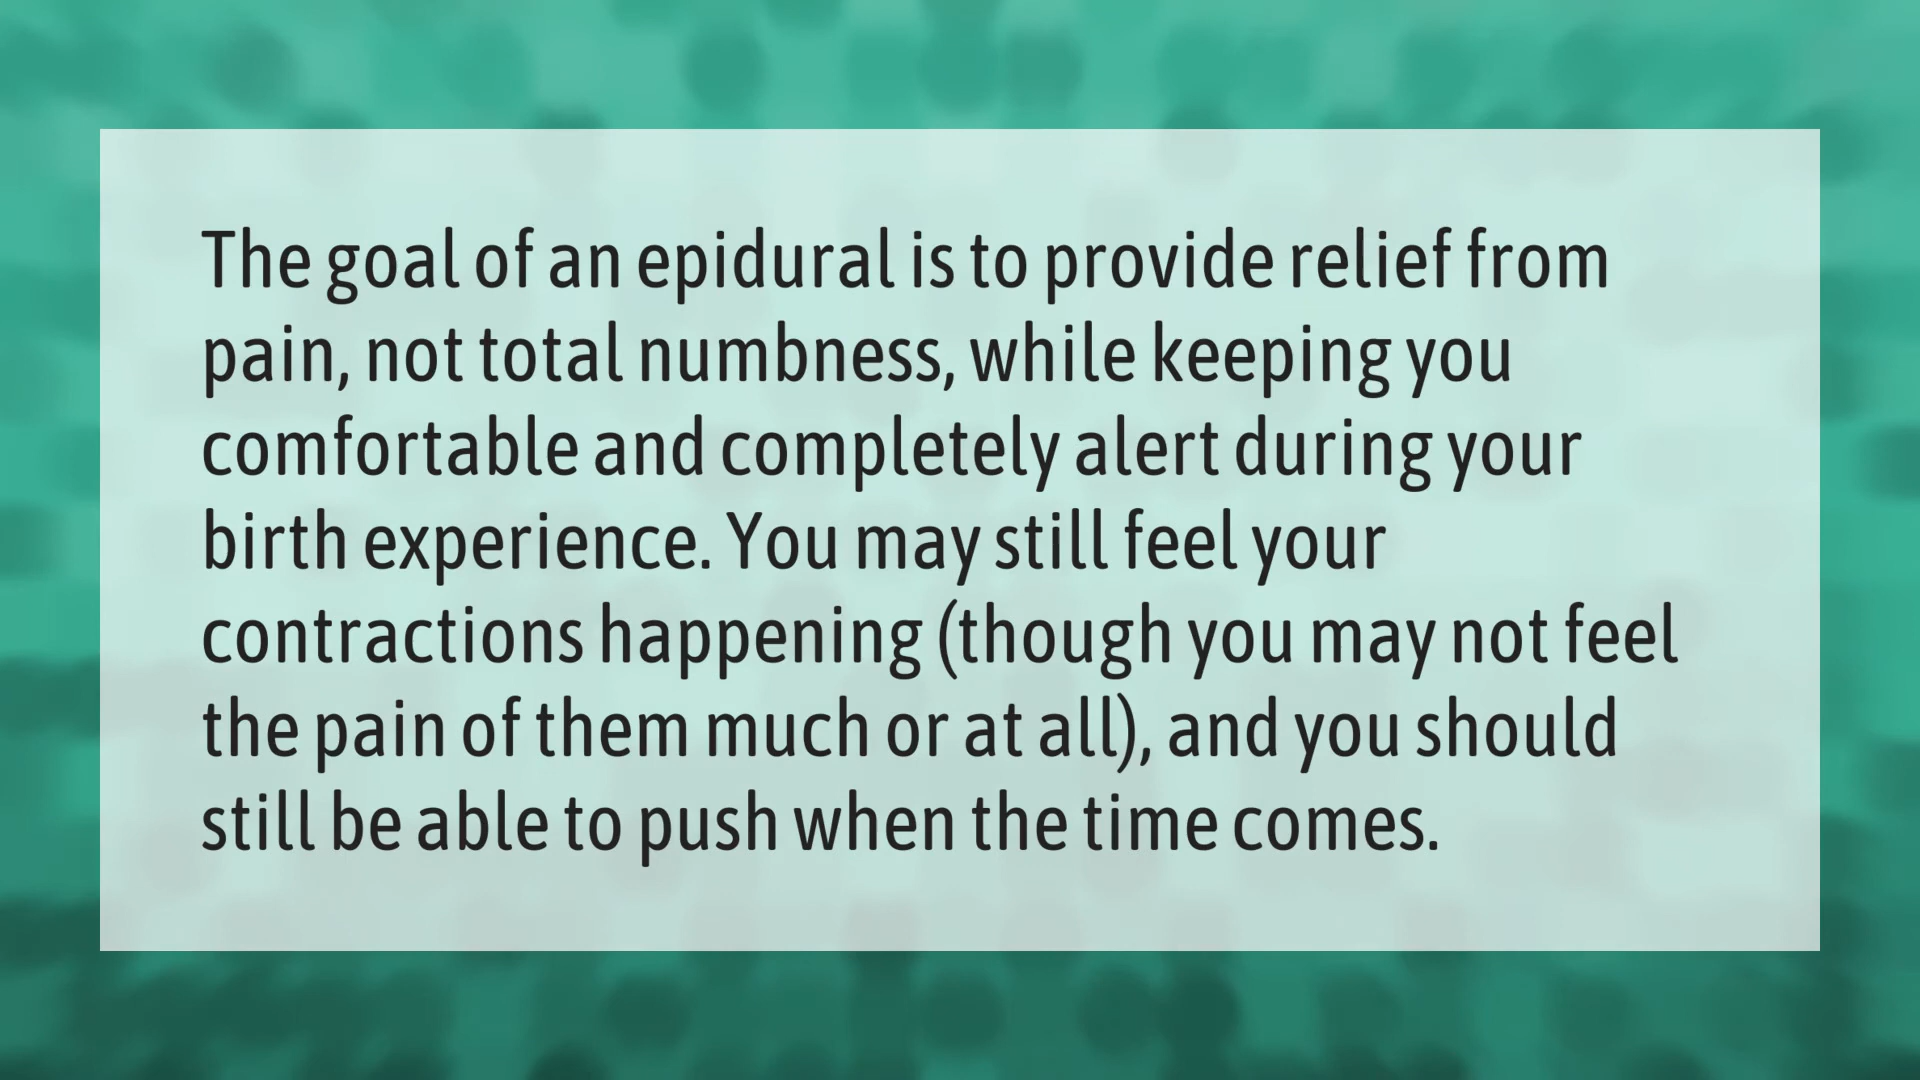 The goal of an epidural is to provide relief from
pain, not total numbness, while keeping you
comfortable and completely alert during your
birth experience. You may still feel your
contractions happening (though you may not feel
the pain of them much or at all), and you should
still be able to push when the time comes.